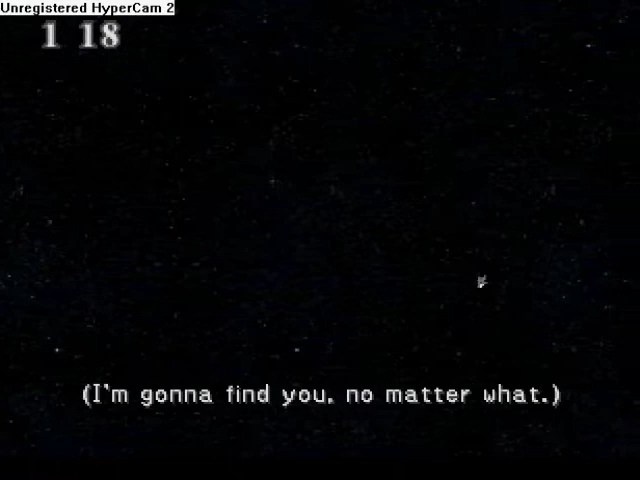 Unregistered HyperCam 2
1 18
(I'm gonna find you, no matter what.)